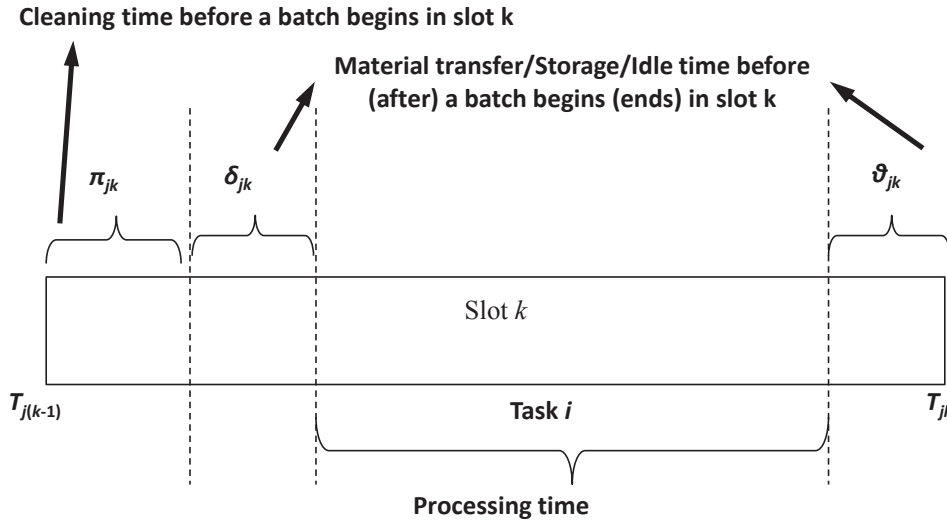 Cleaning time before a batch begins in slot k
Material transfer/Storage/Idle time before
(after) a batch begins (ends) in slot k
π_jk
δ_jk
ϑ_jk
Slot k
T_j(k-1)
Task i
T_jk
Processing time